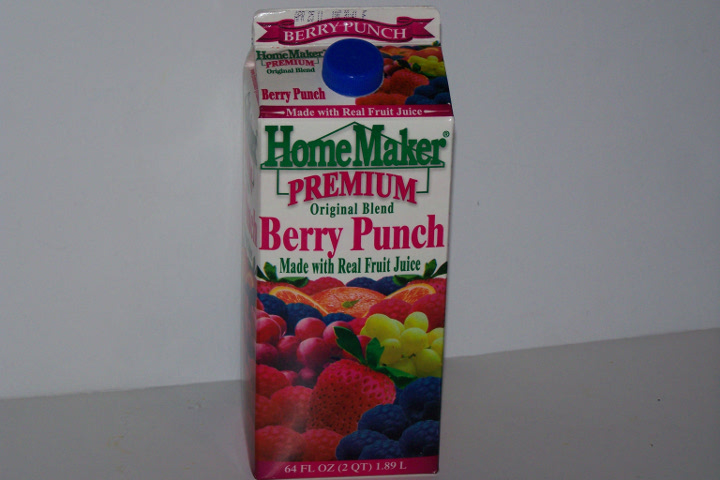 BERRY PUNCH
HomeMaker
PREMIUM
Original Blend
Berry Punch
Made with Real Fruit Juice
HomeMaker®
PREMIUM
Original Blend
Berry Punch
Made with Real Fruit Juice
64 FL OZ (2 QT) 1.89 L